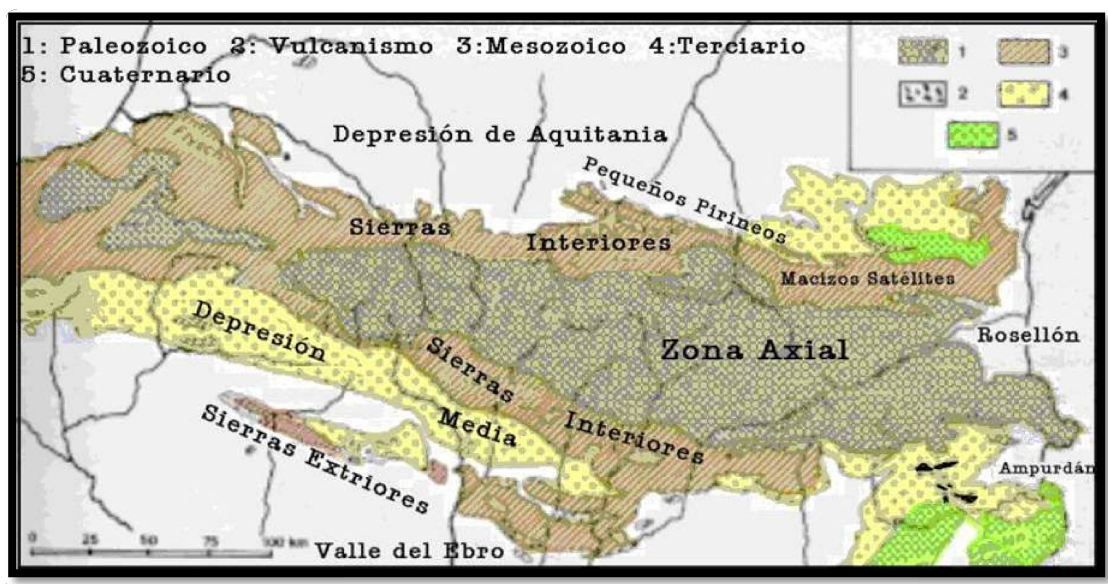 1: Paleozoico 2: Vulcanismo 3:Mesozoico 4:Terciario
5: Cuaternario
1
3
2
4
5
Depresión de Aquitania
Pequeños Pirineos
Sierras
Interiores
Macizos Satélites
Rosellón
Zona Axial
Depresión
Media
Sierras
Interiores
Sierras Extriores
Ampurdán
0 25 50 75 100 km
Valle del Ebro